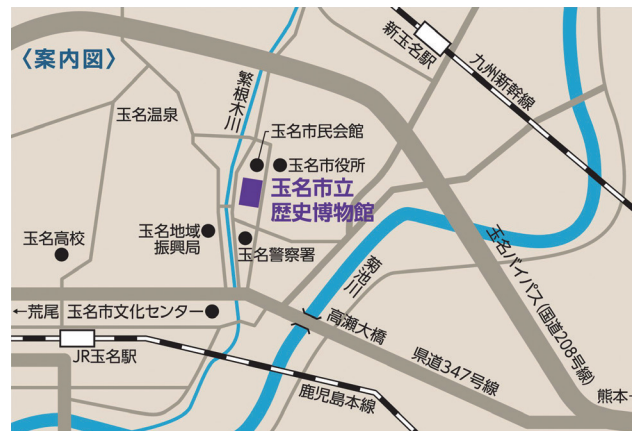 〈案内図〉
新玉名駅
九州新幹線
繁根木川
玉名温泉
玉名市民会館
玉名市役所
玉名市立
歴史博物館
玉名地域
振興局
玉名警察署
玉名高校
菊池川
玉名バイパス(国道208号線)
←荒尾
玉名市文化センター
高瀬大橋
JR玉名駅
県道347号線
鹿児島本線
熊本→